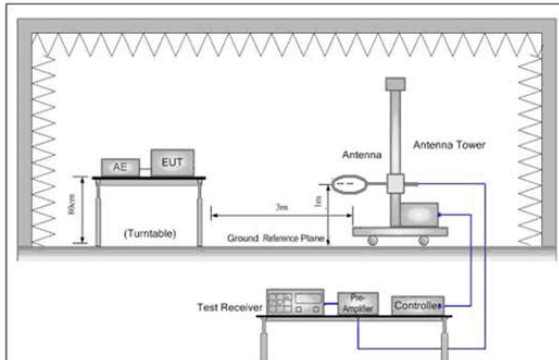 AE
EUT
80cm
(Turntable)
3m
Antenna
Antenna Tower
1m
Ground Reference Plane
Test Receiver
Pre-
Amplifier
Controller